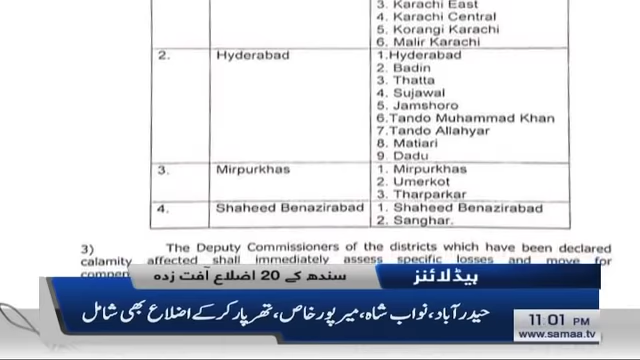 3. Karachi East
4. Karachi Central
5. Korangi Karachi
6. Malir Karachi
2. Hyderabad 1.Hyderabad
2. Badin
3. Thatta
4. Sujawal
5. Jamshoro
6.Tando Muhammad Khan
7.Tando Allahyar
8. Matiari
9. Dadu
3. Mirpurkhas 1. Mirpurkhas
2. Umerkot
3. Tharparkar
4. Shaheed Benazirabad 1. Shaheed Benazirabad
2. Sanghar.
3) The Deputy Commissioners of the districts which have been declared
calamity affected shall immediately assess specific losses and move for
ہیڈلائنز
سندھ کے 20 اضلاع آفت زدہ
حیدرآباد، نواب شاہ، میرپورخاص، تھرپارکر کے اضلاع بھی شامل
11:01 PM
www.samaa.tv